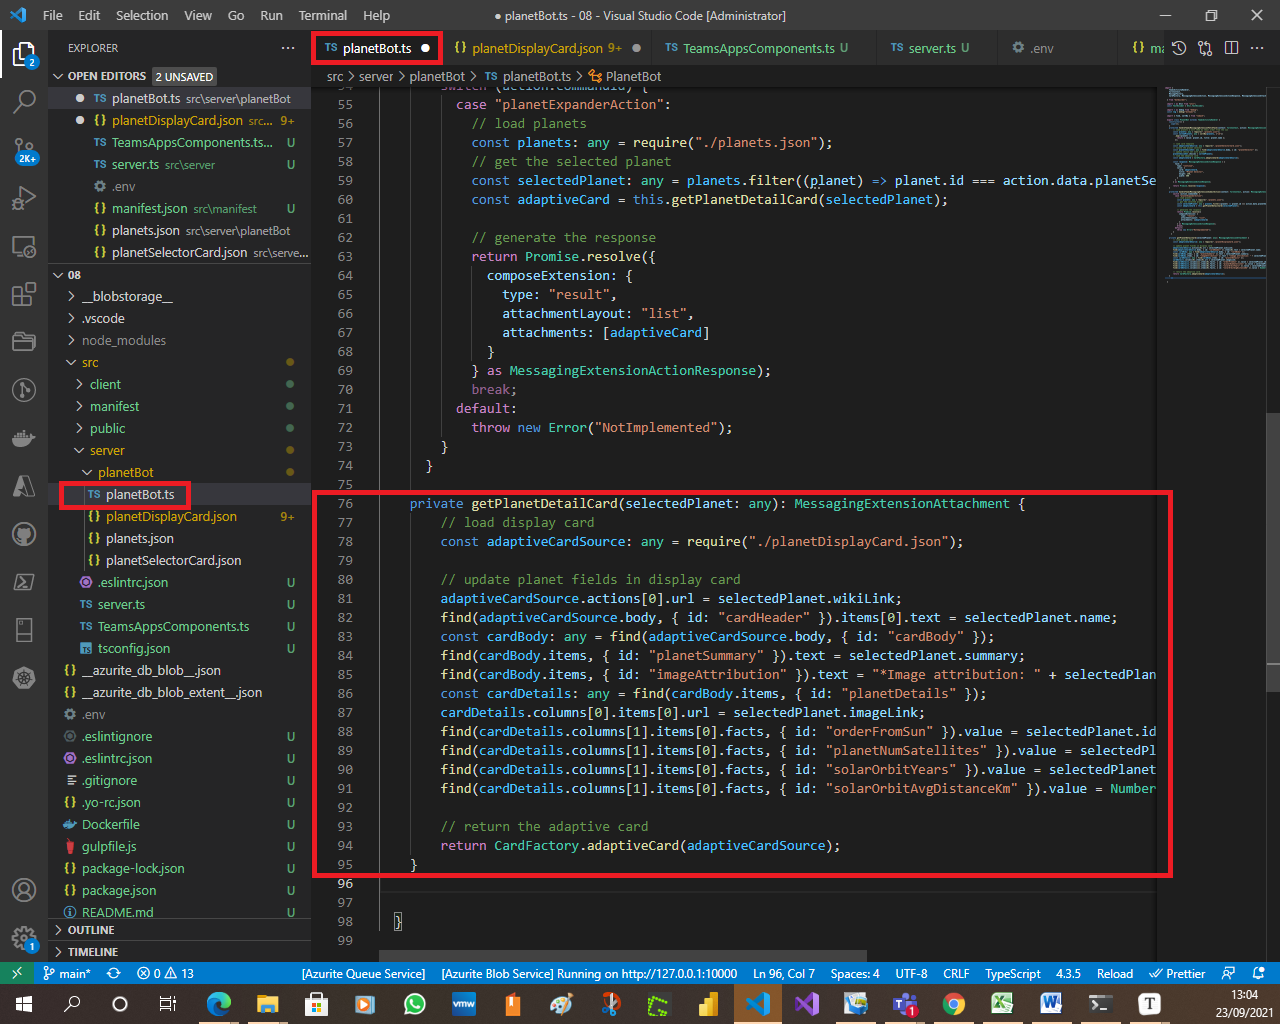 File Edit Selection View Go Run Terminal Help ● planetBot.ts - 08 - Visual Studio Code [Administrator]
EXPLORER ···
TS planetBot.ts ● {} planetDisplayCard.json 9+ ● TS TeamsAppsComponents.ts U TS server.ts U .env {} ma
OPEN EDITORS 2 UNSAVED
src > server > planetBot > TS planetBot.ts > PlanetBot
● TS planetBot.ts src\server\planetBot
● {} planetDisplayCard.json src... 9+
TS TeamsAppsComponents.ts... U
TS server.ts src\server U
.env
{} manifest.json src\manifest U
{} planets.json src\server\planetBot
{} planetSelectorCard.json src\serve...
08
__blobstorage__
.vscode
node_modules
src
client
manifest
public
server
planetBot
TS planetBot.ts
{} planetDisplayCard.json 9+
{} planets.json
{} planetSelectorCard.json
.eslintrc.json U
TS server.ts U
TS TeamsAppsComponents.ts U
tsconfig.json U
{} __azurite_db_blob__.json
{} __azurite_db_blob_extent__.json
.env
.eslintignore U
.eslintrc.json U
.gitignore U
{} .yo-rc.json U
Dockerfile U
gulpfile.js U
{} package-lock.json U
{} package.json U
README.md U
OUTLINE
TIMELINE
2
2K+
1
54 switch (action.commandId) {
55 case "planetExpanderAction":
56 // load planets
57 const planets: any = require("./planets.json");
58 // get the selected planet
59 const selectedPlanet: any = planets.filter((planet) => planet.id === action.data.planetSe
60 const adaptiveCard = this.getPlanetDetailCard(selectedPlanet);
61
62 // generate the response
63 return Promise.resolve({
64 composeExtension: {
65 type: "result",
66 attachmentLayout: "list",
67 attachments: [adaptiveCard]
68 }
69 } as MessagingExtensionActionResponse);
70 break;
71 default:
72 throw new Error("NotImplemented");
73 }
74 }
75
76 private getPlanetDetailCard(selectedPlanet: any): MessagingExtensionAttachment {
77 // load display card
78 const adaptiveCardSource: any = require("./planetDisplayCard.json");
79
80 // update planet fields in display card
81 adaptiveCardSource.actions[0].url = selectedPlanet.wikiLink;
82 find(adaptiveCardSource.body, { id: "cardHeader" }).items[0].text = selectedPlanet.name;
83 const cardBody: any = find(adaptiveCardSource.body, { id: "cardBody" });
84 find(cardBody.items, { id: "planetSummary" }).text = selectedPlanet.summary;
85 find(cardBody.items, { id: "imageAttribution" }).text = "*Image attribution: " + selectedPlan
86 const cardDetails: any = find(cardBody.items, { id: "planetDetails" });
87 cardDetails.columns[0].items[0].url = selectedPlanet.imageLink;
88 find(cardDetails.columns[1].items[0].facts, { id: "orderFromSun" }).value = selectedPlanet.id
89 find(cardDetails.columns[1].items[0].facts, { id: "planetNumSatellites" }).value = selectedPl
90 find(cardDetails.columns[1].items[0].facts, { id: "solarOrbitYears" }).value = selectedPlanet
91 find(cardDetails.columns[1].items[0].facts, { id: "solarOrbitAvgDistanceKm" }).value = Number
92
93 // return the adaptive card
94 return CardFactory.adaptiveCard(adaptiveCardSource);
95 }
96
97
98 }
99
main* 0 13 [Azurite Queue Service] [Azurite Blob Service] Running on http://127.0.0.1:10000 Ln 96, Col 7 Spaces: 4 UTF-8 CRLF TypeScript 4.3.5 Reload Prettier
vmw 1 T
13:04
23/09/2021